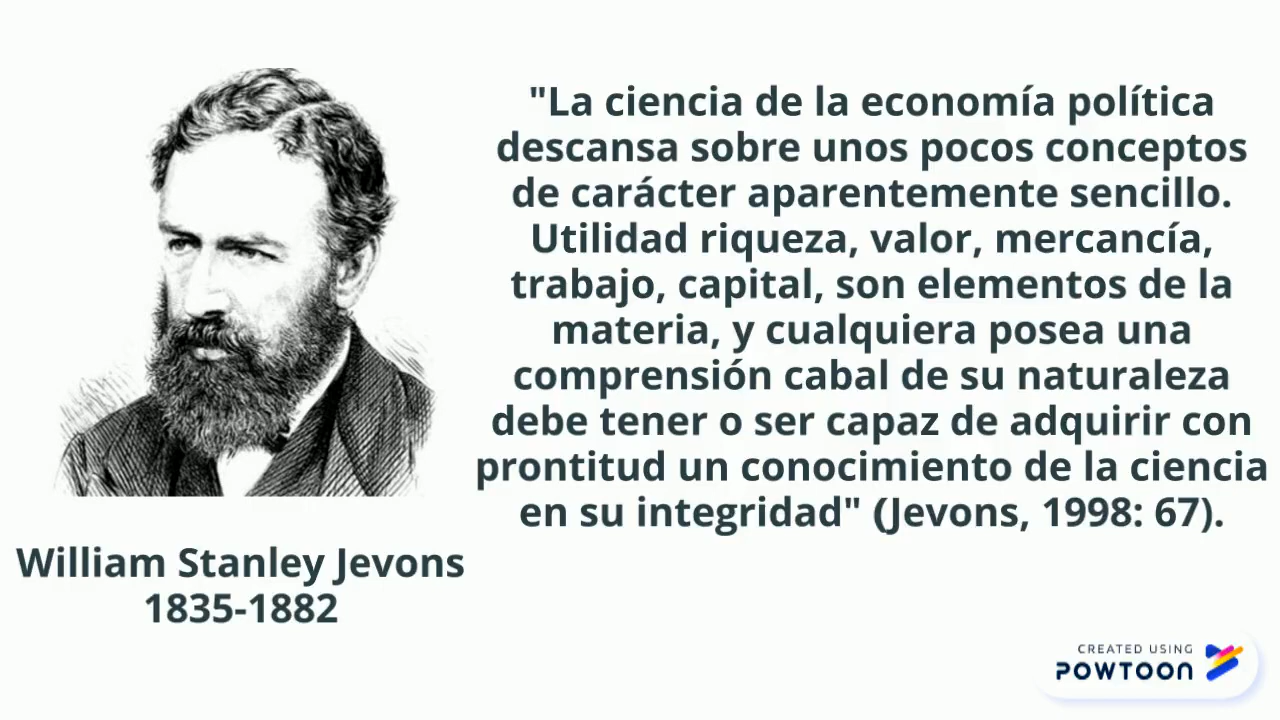 "La ciencia de la economía política
descansa sobre unos pocos conceptos
de carácter aparentemente sencillo.
Utilidad riqueza, valor, mercancía,
trabajo, capital, son elementos de la
materia, y cualquiera posea una
comprensión cabal de su naturaleza
debe tener o ser capaz de adquirir con
prontitud un conocimiento de la ciencia
en su integridad" (Jevons, 1998: 67).
William Stanley Jevons
1835-1882
CREATED USING
POWTOON